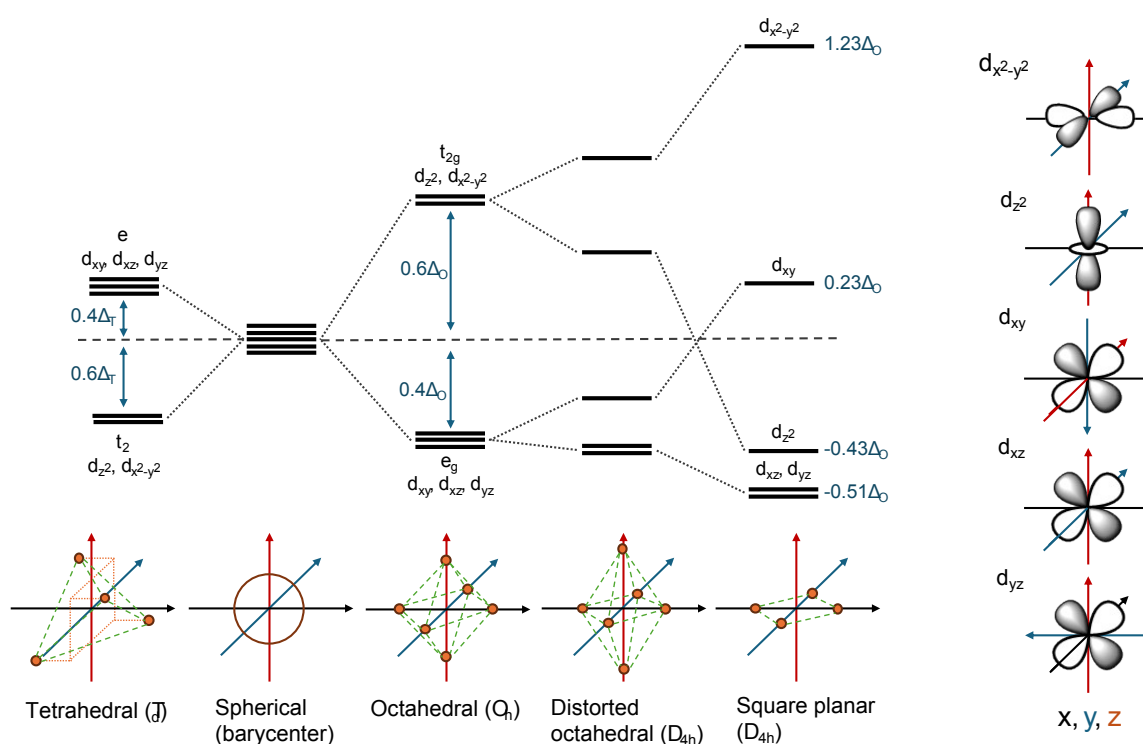 dx²-y²
1.23ΔO
dx²-y²
t2g
dz², dx²-y²
dz²
e
dxy, dxz, dyz
0.6ΔO
dxy
0.23ΔO
0.4ΔT
dxy
0.6ΔT
0.4ΔO
t2
dz², dx²-y²
eg
dxy, dxz, dyz
dz²
-0.43ΔO
dxz, dyz
-0.51ΔO
dxz
dyz
Tetrahedral (Td)
Spherical
(barycenter)
Octahedral (Oh)
Distorted
octahedral (D4h)
Square planar
(D4h)
x, y, z